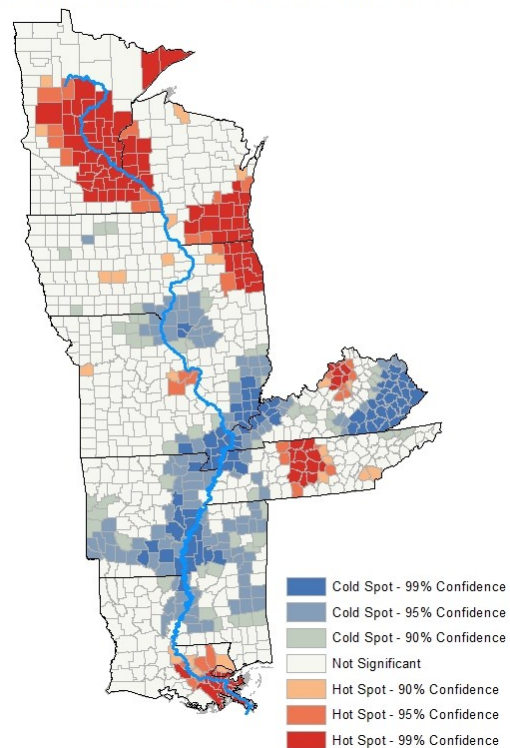 Cold Spot - 99% Confidence
Cold Spot - 95% Confidence
Cold Spot - 90% Confidence
Not Significant
Hot Spot - 90% Confidence
Hot Spot - 95% Confidence
Hot Spot - 99% Confidence